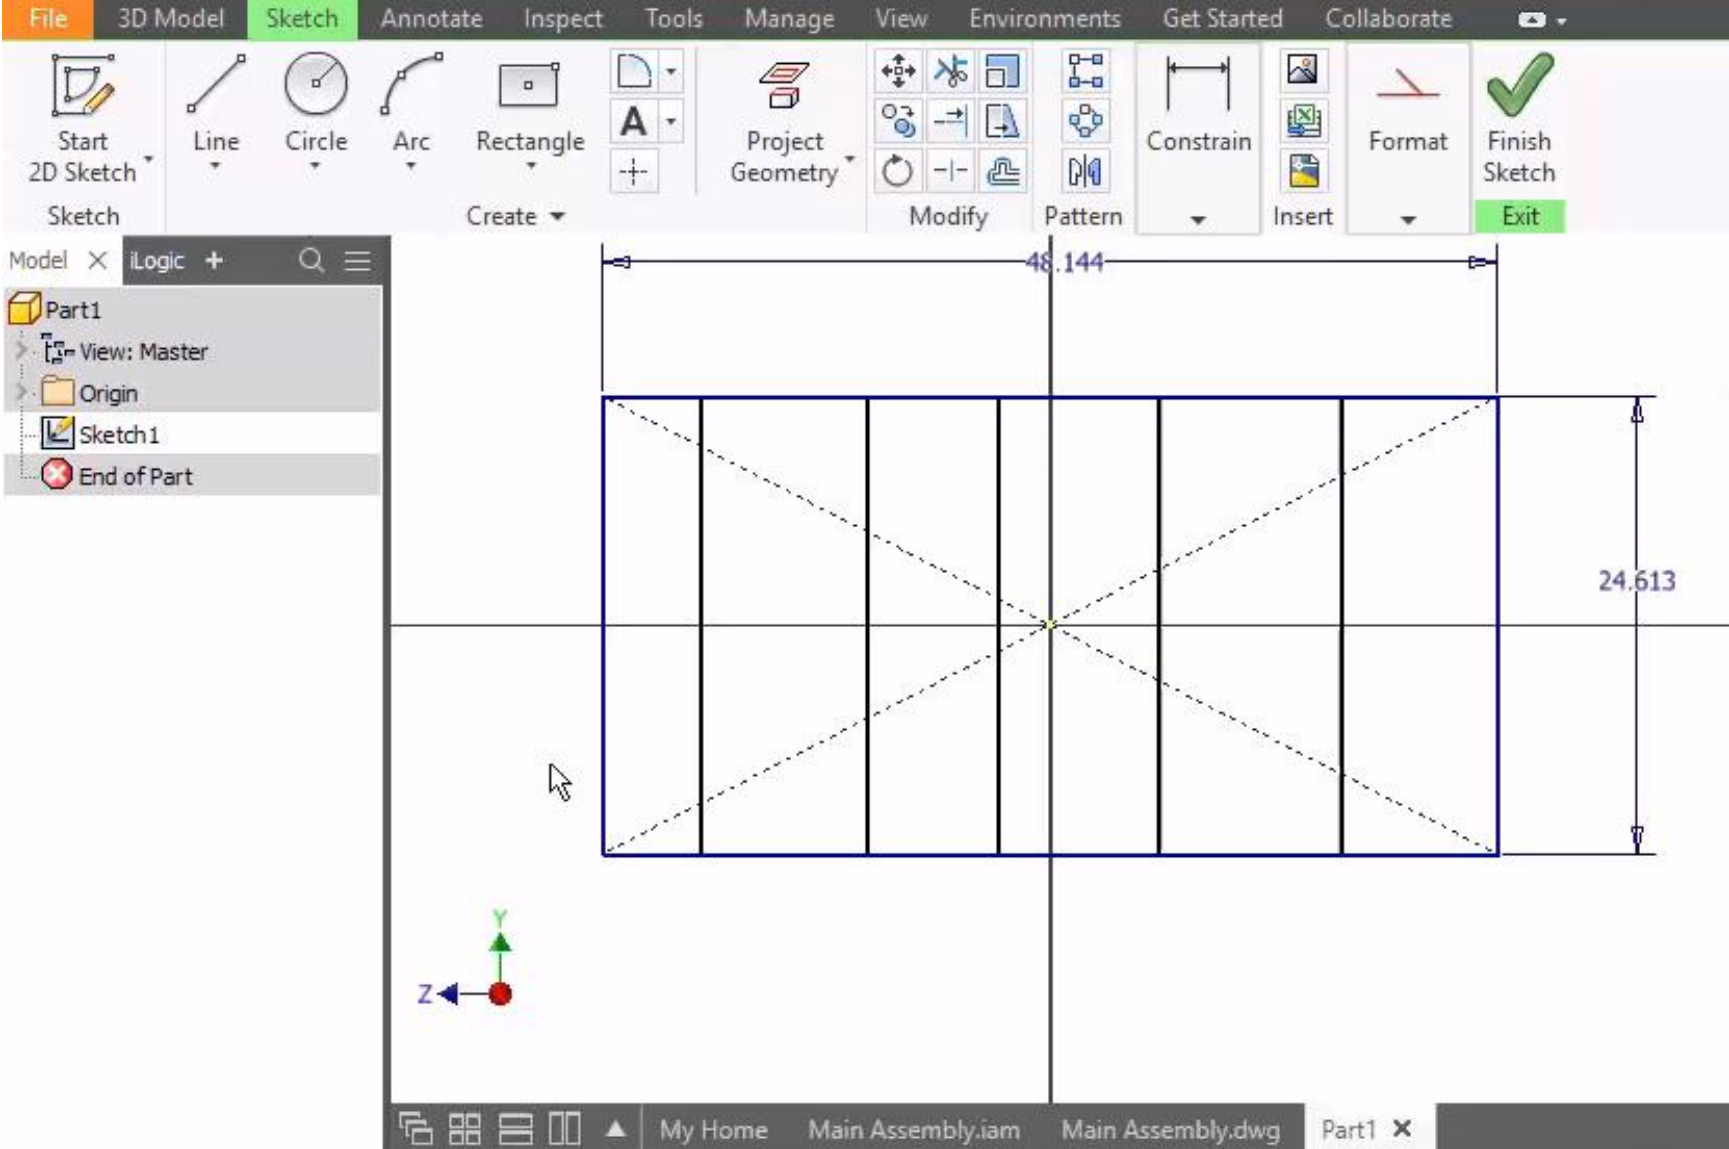 File 3D Model Sketch Annotate Inspect Tools Manage View Environments Get Started Collaborate
Start
2D Sketch
Line
Circle
Arc
Rectangle
A
Project
Geometry
Constrain
Format
Finish
Sketch
Sketch
Create
Modify
Pattern
Insert
Exit
Model
iLogic
Part1
View: Master
Origin
Sketch1
End of Part
48.144
24.613
Y
Z
My Home
Main Assembly.iam
Main Assembly.dwg
Part1